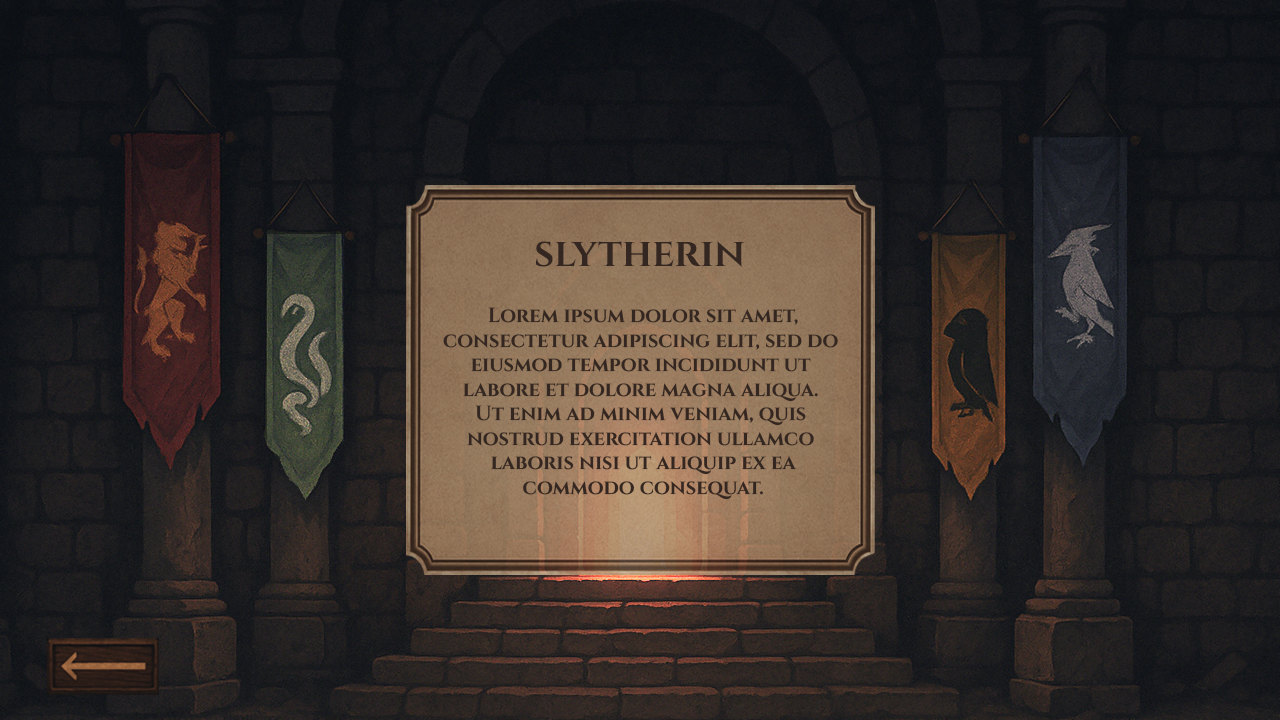 SLYTHERIN
Lorem ipsum dolor sit amet,
consectetur adipiscing elit, sed do
eiusmod tempor incididunt ut
labore et dolore magna aliqua.
Ut enim ad minim veniam, quis
nostrud exercitation ullamco
laboris nisi ut aliquip ex ea
commodo consequat.